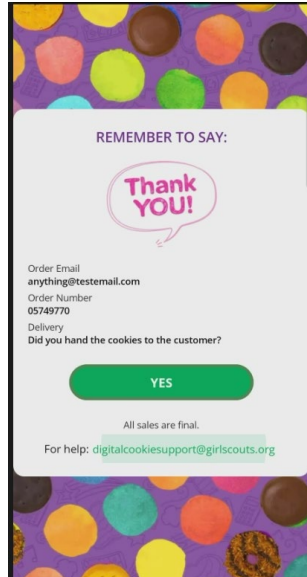 REMEMBER TO SAY:
Thank
YOU!
Order Email
anything@testemail.com
Order Number
05749770
Delivery
Did you hand the cookies to the customer?
YES
All sales are final.
For help: digitalcookiesupport@girlscouts.org